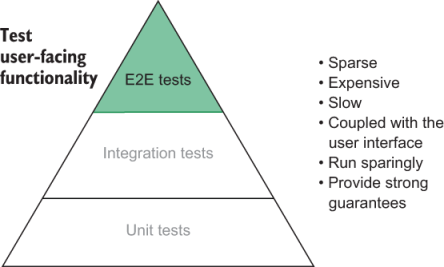 Test
user-facing
functionality
E2E tests
Integration tests
Unit tests
• Sparse
• Expensive
• Slow
• Coupled with the
user interface
• Run sparingly
• Provide strong
guarantees